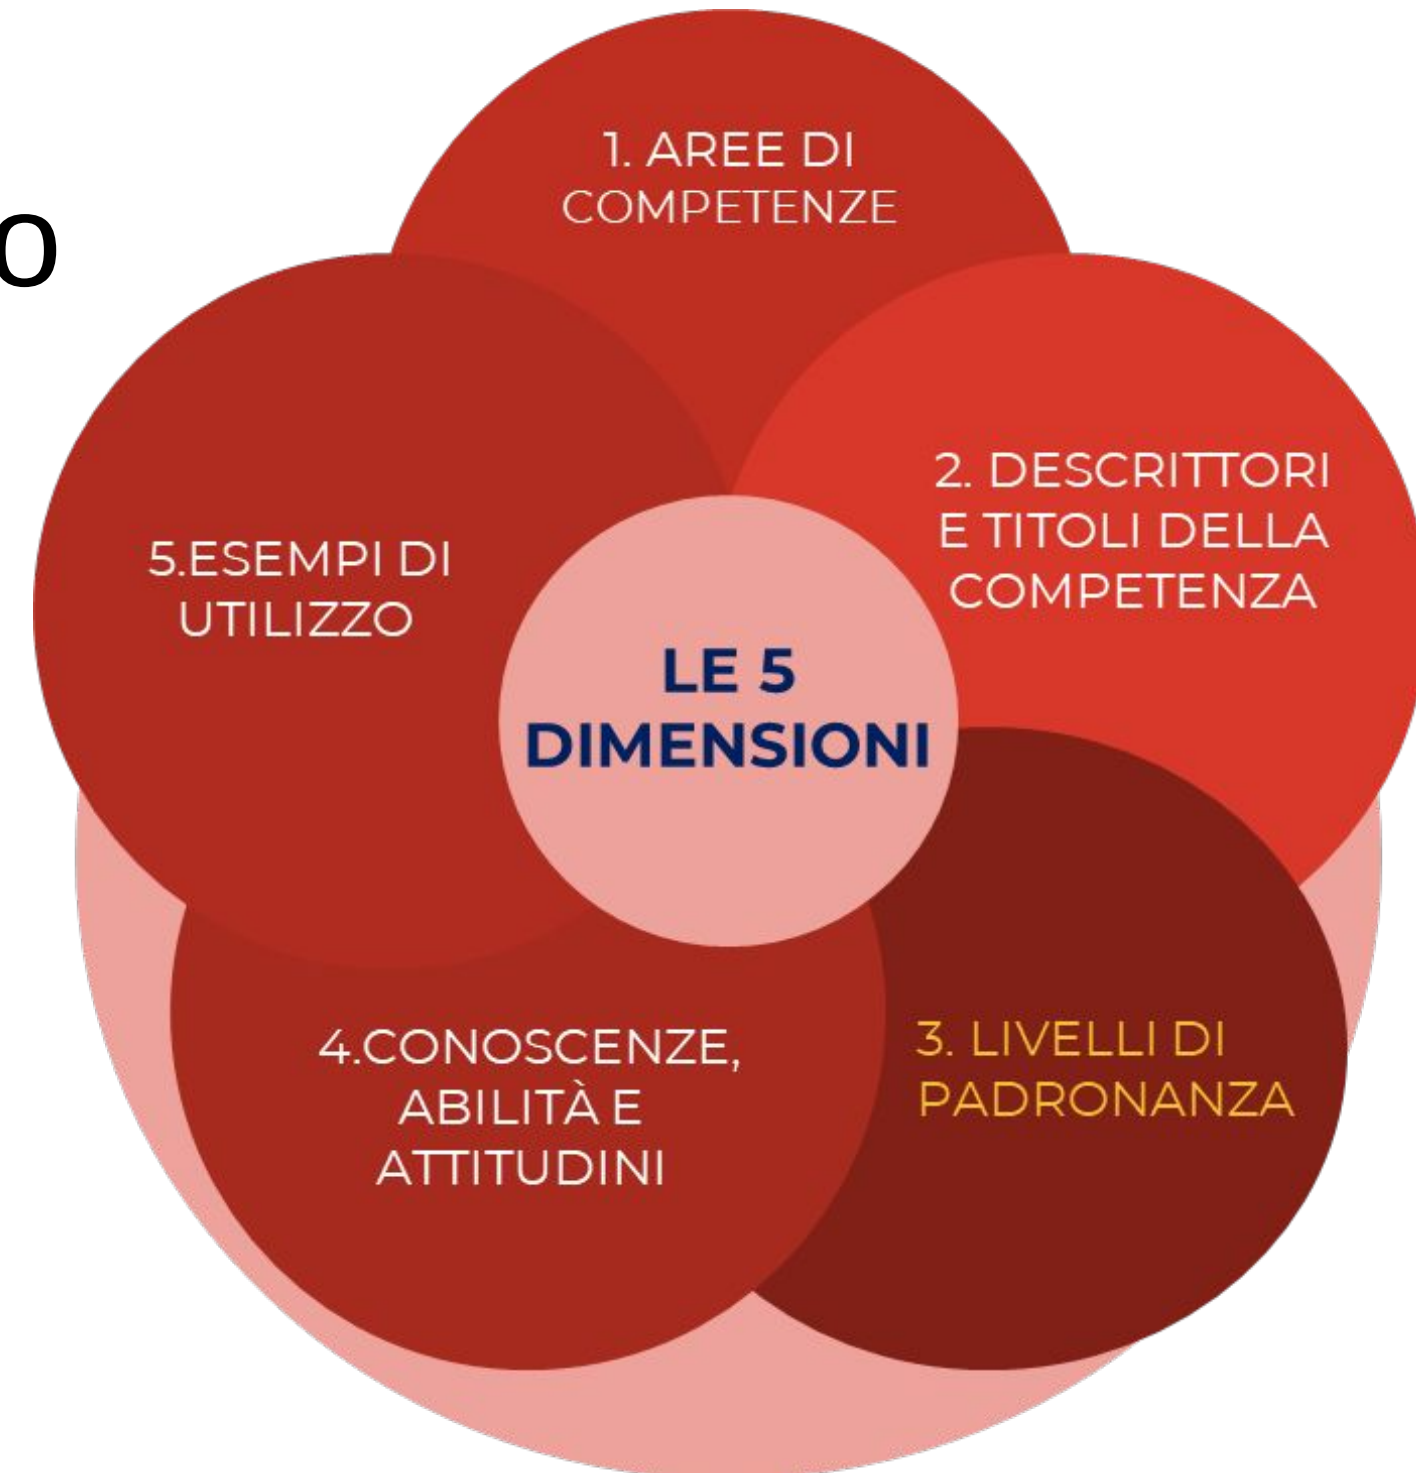 o
1. AREE DI
COMPETENZE
2. DESCRITTORI
E TITOLI DELLA
COMPETENZA
3. LIVELLI DI
PADRONANZA
4.CONOSCENZE,
ABILITÀ E
ATTITUDINI
5.ESEMPI DI
UTILIZZO
LE 5
DIMENSIONI